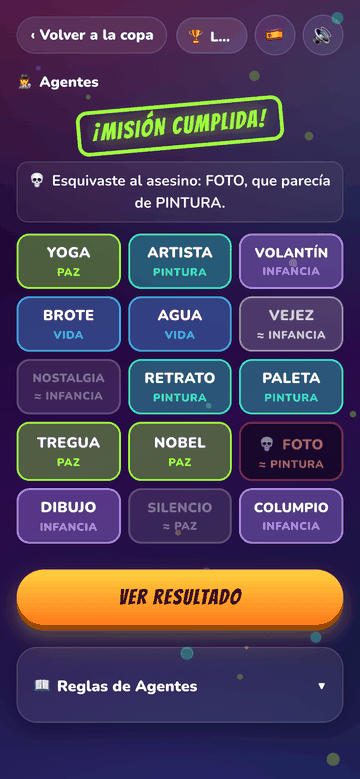 ‹ Volver a la copa
L...
Agentes
¡MISIÓN CUMPLIDA!
Esquivaste al asesino: FOTO, que parecía
de PINTURA.
YOGA
PAZ
ARTISTA
PINTURA
VOLANTÍN
INFANCIA
BROTE
VIDA
AGUA
VIDA
VEJEZ
≈ INFANCIA
NOSTALGIA
≈ INFANCIA
RETRATO
PINTURA
PALETA
PINTURA
TREGUA
PAZ
NOBEL
PAZ
FOTO
≈ PINTURA
DIBUJO
INFANCIA
SILENCIO
≈ PAZ
COLUMPIO
INFANCIA
VER RESULTADO
Reglas de Agentes